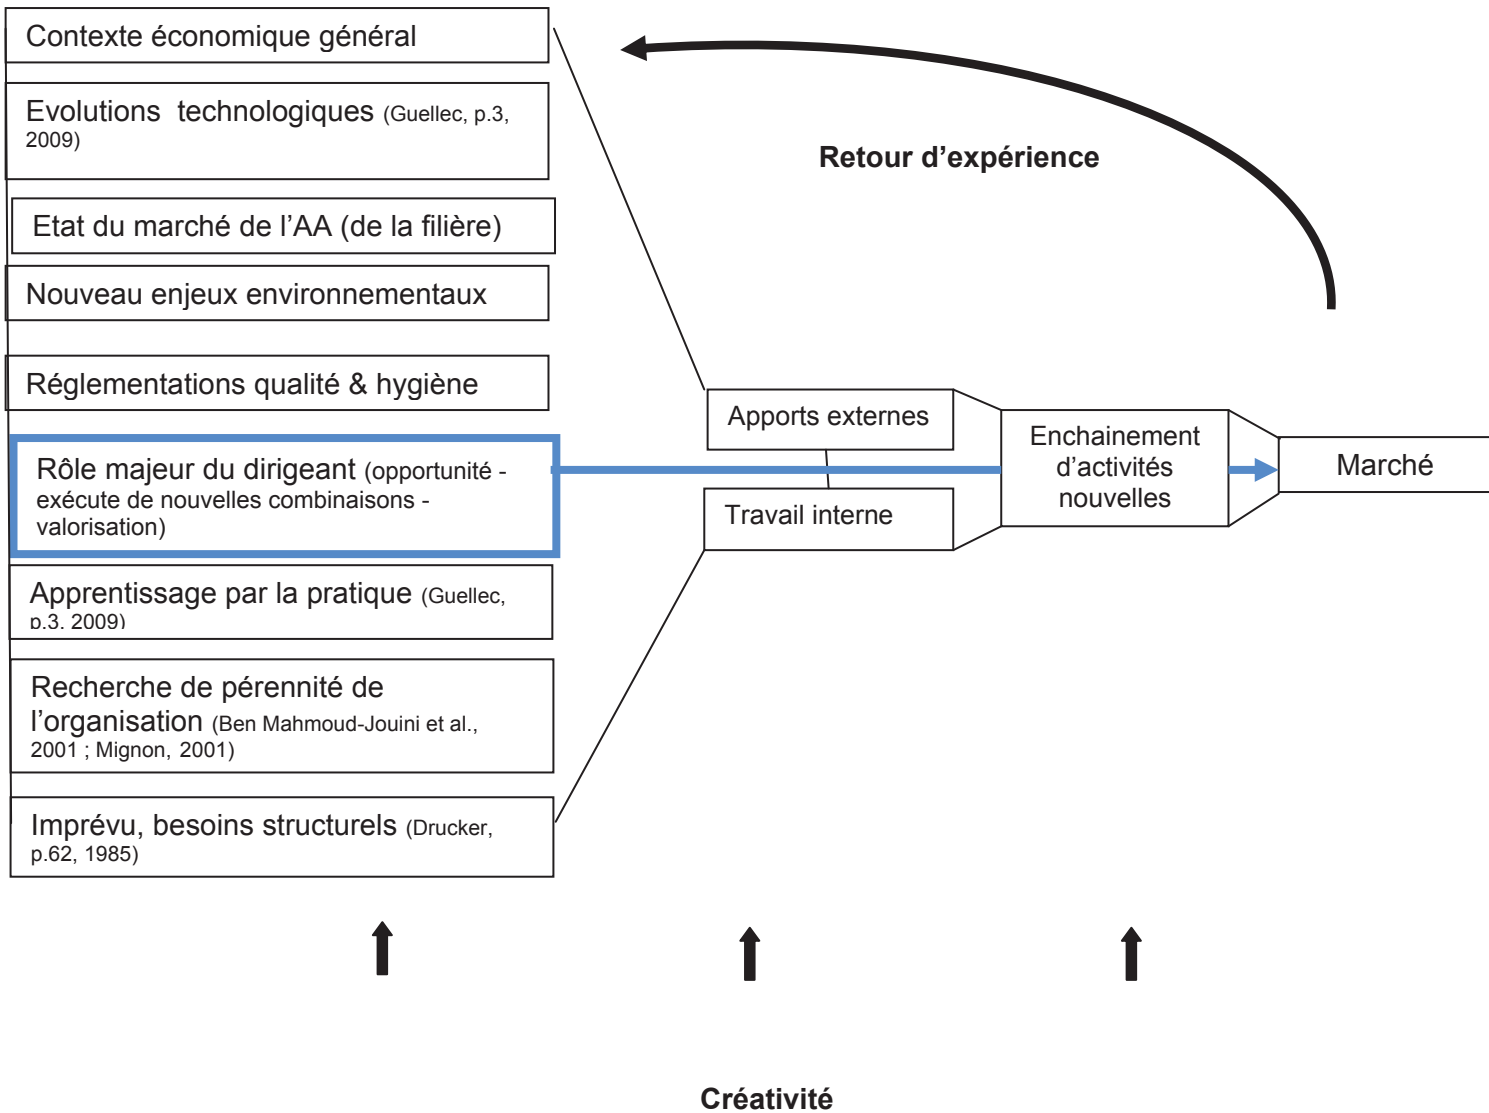 Contexte économique général
Evolutions technologiques (Guellec, p.3,
2009)
Etat du marché de l'AA (de la filière)
Nouveau enjeux environnementaux
Réglementations qualité & hygiène
Rôle majeur du dirigeant (opportunité -
exécute de nouvelles combinaisons -
valorisation)
Apprentissage par la pratique (Guellec,
p.3, 2009)
Recherche de pérennité de
l'organisation (Ben Mahmoud-Jouini et al.,
2001 ; Mignon, 2001)
Imprévu, besoins structurels (Drucker,
p.62, 1985)
Retour d'expérience
Apports externes
Travail interne
Enchainement
d'activités
nouvelles
Marché
Créativité